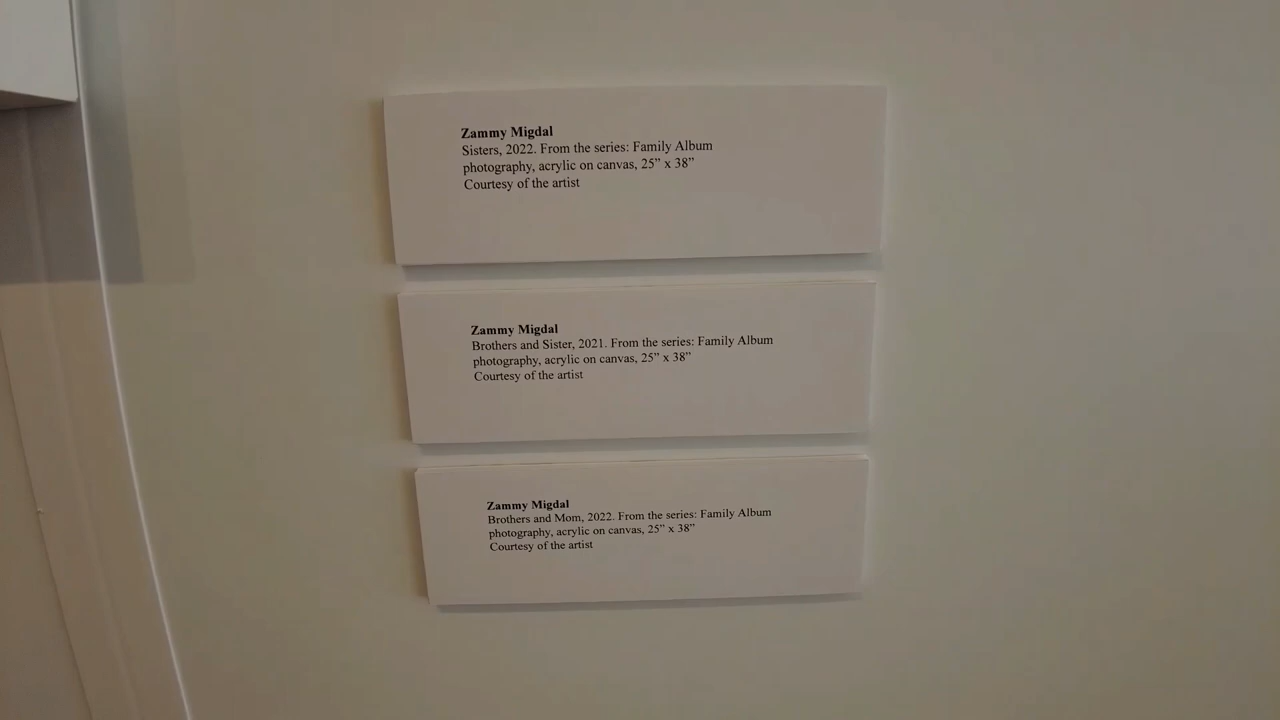 Zammy Migdal
Sisters, 2022. From the series: Family Album
photography, acrylic on canvas, 25” x 38”
Courtesy of the artist
Zammy Migdal
Brothers and Sister, 2021. From the series: Family Album
photography, acrylic on canvas, 25” x 38”
Courtesy of the artist
Zammy Migdal
Brothers and Mom, 2022. From the series: Family Album
photography, acrylic on canvas, 25” x 38”
Courtesy of the artist